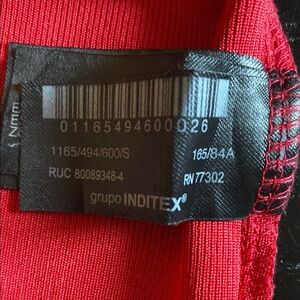 01165494600026
1165/494/600/S 165/84A
RUC 80089348-4 RN 77302
grupo INDITEX®